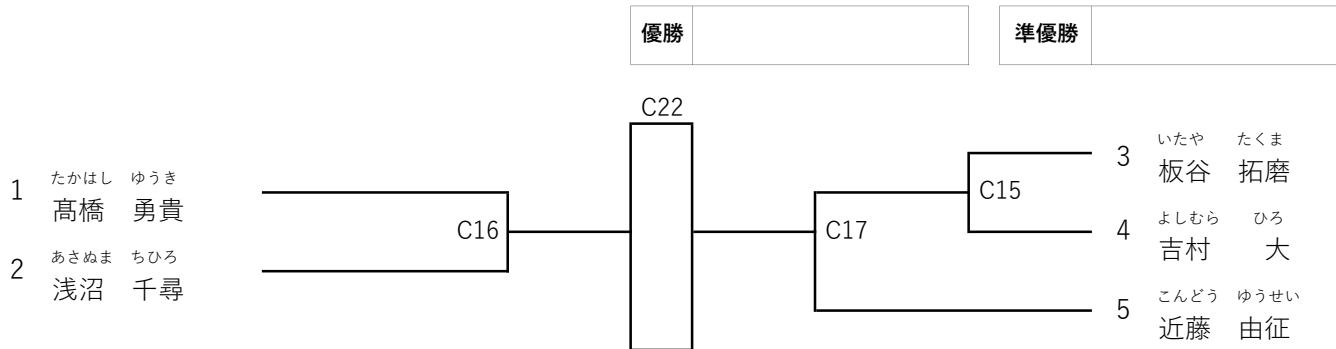 優勝
準優勝
C22
1
たかはし ゆうき
髙橋 勇貴
C16
2
あさぬま ちひろ
浅沼 千尋
3
いたや たくま
板谷 拓磨
C15
4
よしむら ひろ
吉村 大
C17
5
こんどう ゆうせい
近藤 由征